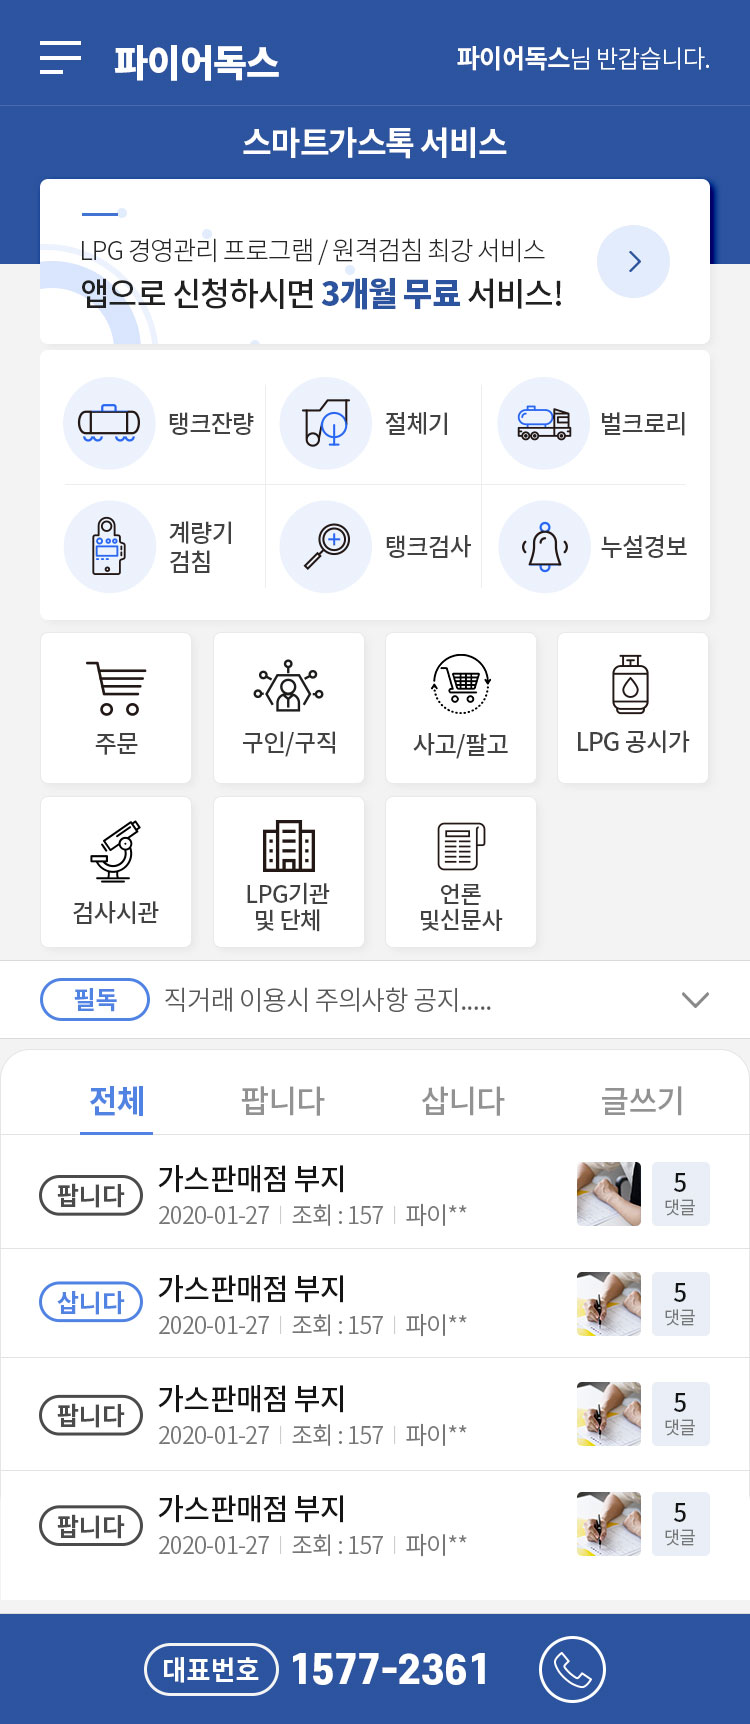 파이어독스
파이어독스님 반갑습니다.
스마트가스톡 서비스
LPG 경영관리 프로그램 / 원격검침 최강 서비스
앱으로 신청하시면 3개월 무료 서비스!
탱크잔량
절체기
벌크로리
계량기
검침
탱크검사
누설경보
주문
구인/구직
사고/팔고
LPG 공시가
검사시관
LPG기관
및 단체
언론
및신문사
필독
직거래 이용시 주의사항 공지.....
전체
팝니다
삽니다
글쓰기
팝니다
가스판매점 부지
2020-01-27 | 조회 : 157 | 파이**
5
댓글
삽니다
가스판매점 부지
2020-01-27 | 조회 : 157 | 파이**
5
댓글
팝니다
가스판매점 부지
2020-01-27 | 조회 : 157 | 파이**
5
댓글
팝니다
가스판매점 부지
2020-01-27 | 조회 : 157 | 파이**
5
댓글
대표번호
1577-2361